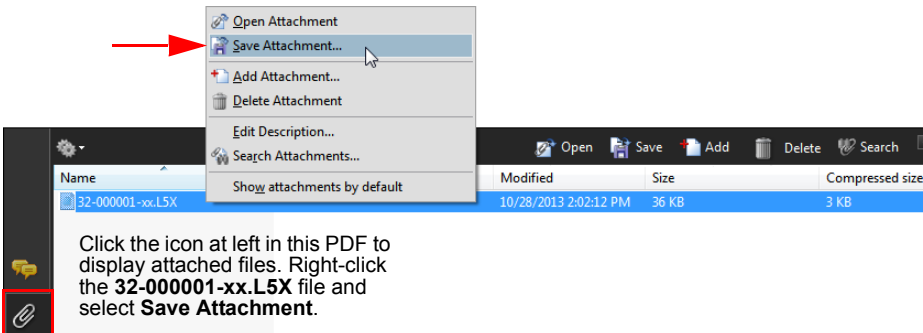 Open Attachment
Save Attachment...
Add Attachment...
Delete Attachment
Edit Description...
Search Attachments...
Show attachments by default
Open Save Add Delete Search
Name Modified Size Compressed size
32-000001-xx.L5X 10/28/2013 2:02:12 PM 36 KB 3 KB
Click the icon at left in this PDF to
display attached files. Right-click
the 32-000001-xx.L5X file and
select Save Attachment.